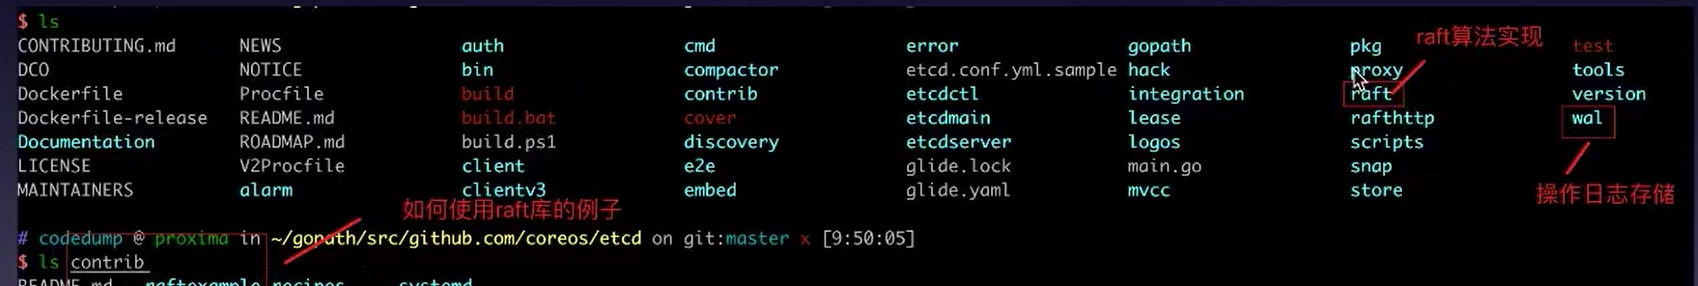 $ ls
CONTRIBUTING.md NEWS auth cmd error gopath pkg test
raft算法实现
DCO NOTICE bin compactor etcd.conf.yml.sample hack proxy tools
Dockerfile Procfile build contrib etcdctl integration raft version
Dockerfile-release README.md build.bat cover etcdmain lease rafthttp wal
Documentation ROADMAP.md build.ps1 discovery etcdserver logos scripts
LICENSE V2Procfile client e2e glide.lock main.go snap
MAINTAINERS alarm clientv3 embed glide.yaml mvcc store
操作日志存储
如何使用raft库的例子
# codedump @ proxima in ~/gopath/src/github.com/coreos/etcd on git:master x [9:50:05]
$ ls contrib
README.md raftexample recipes systemd